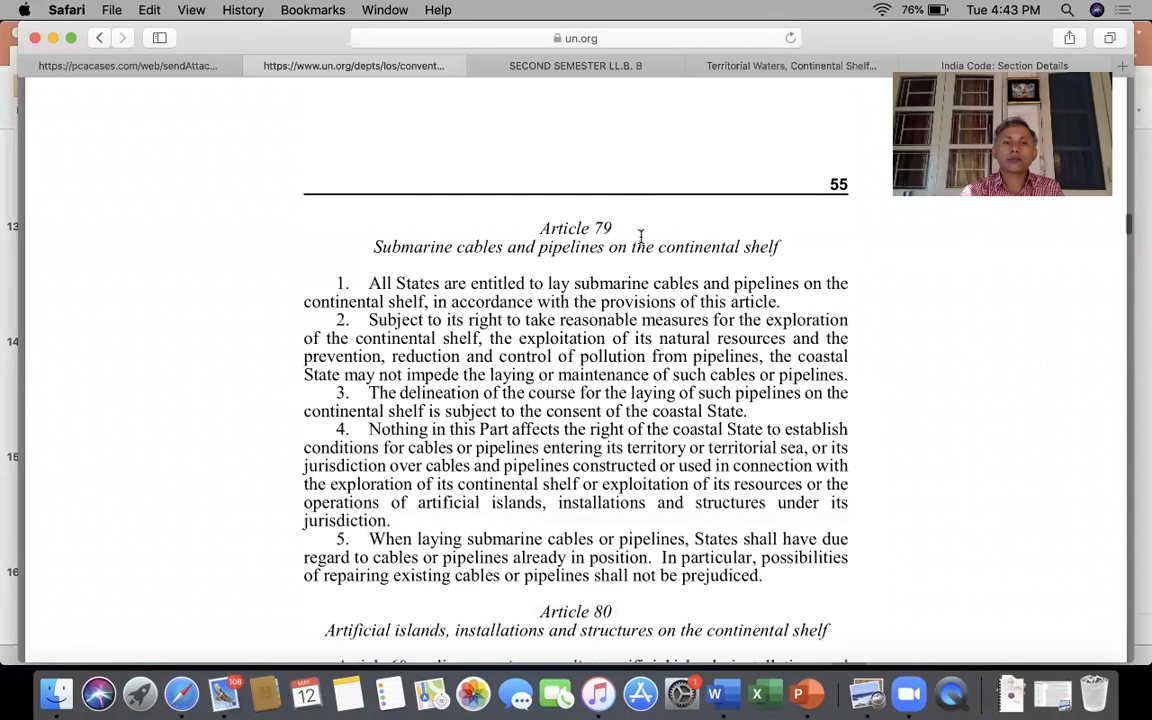 Safari File Edit View History Bookmarks Window Help 76% Tue 4:43 PM
un.org
https://pcacases.com/web/sendAttac... https://www.un.org/depts/los/convent... SECOND SEMESTER LL.B. B Territorial Waters, Continental Shelf... India Code: Section Details
55
Article 79
Submarine cables and pipelines on the continental shelf
1. All States are entitled to lay submarine cables and pipelines on the
continental shelf, in accordance with the provisions of this article.
2. Subject to its right to take reasonable measures for the exploration
of the continental shelf, the exploitation of its natural resources and the
prevention, reduction and control of pollution from pipelines, the coastal
State may not impede the laying or maintenance of such cables or pipelines.
3. The delineation of the course for the laying of such pipelines on the
continental shelf is subject to the consent of the coastal State.
4. Nothing in this Part affects the right of the coastal State to establish
conditions for cables or pipelines entering its territory or territorial sea, or its
jurisdiction over cables and pipelines constructed or used in connection with
the exploration of its continental shelf or exploitation of its resources or the
operations of artificial islands, installations and structures under its
jurisdiction.
5. When laying submarine cables or pipelines, States shall have due
regard to cables or pipelines already in position. In particular, possibilities
of repairing existing cables or pipelines shall not be prejudiced.
Article 80
Artificial islands, installations and structures on the continental shelf
13
14
15
16
108
MAY
12
1